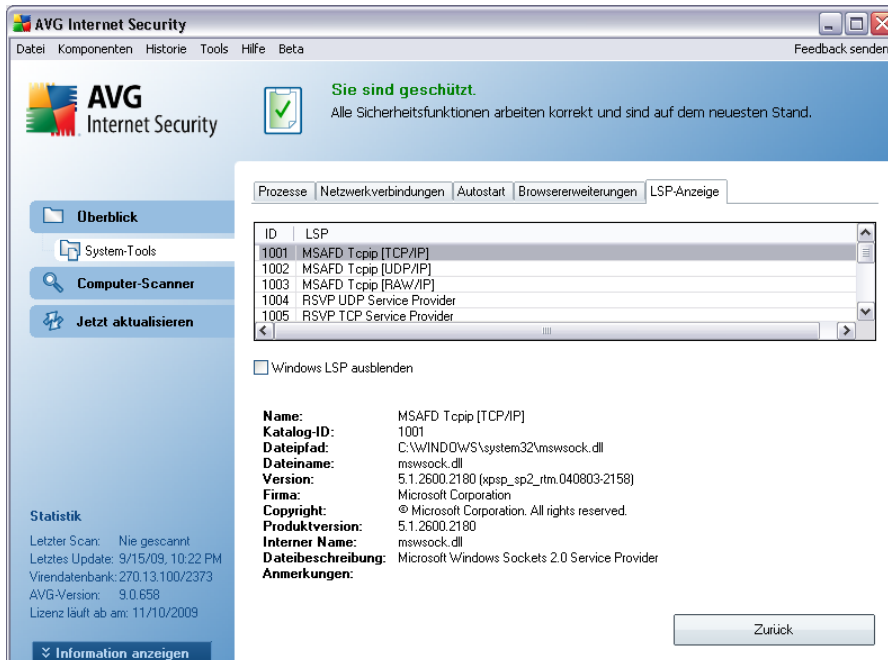 AVG Internet Security
Datei Komponenten Historie Tools Hilfe Beta Feedback senden
AVG
Internet Security
Sie sind geschützt.
Alle Sicherheitsfunktionen arbeiten korrekt und sind auf dem neuesten Stand.
Überblick
System-Tools
Computer-Scanner
Jetzt aktualisieren
Prozesse Netzwerkverbindungen Autostart Browsererweiterungen LSP-Anzeige
ID LSP
1001 MSAFD Tcpip [TCP/IP]
1002 MSAFD Tcpip [UDP/IP]
1003 MSAFD Tcpip [RAW/IP]
1004 RSVP UDP Service Provider
1005 RSVP TCP Service Provider
Windows LSP ausblenden
Name: MSAFD Tcpip [TCP/IP]
Katalog-ID: 1001
Dateipfad: C:\WINDOWS\system32\mswsock.dll
Dateiname: mswsock.dll
Version: 5.1.2600.2180 (xpsp_sp2_rtm.040803-2158)
Firma: Microsoft Corporation
Copyright: © Microsoft Corporation. All rights reserved.
Produktversion: 5.1.2600.2180
Interner Name: mswsock.dll
Dateibeschreibung: Microsoft Windows Sockets 2.0 Service Provider
Anmerkungen:
Statistik
Letzter Scan: Nie gescannt
Letztes Update: 9/15/09, 10:22 PM
Virendatenbank: 270.13.100/2373
AVG-Version: 9.0.658
Lizenz läuft ab am: 11/10/2009
Information anzeigen
Zurück